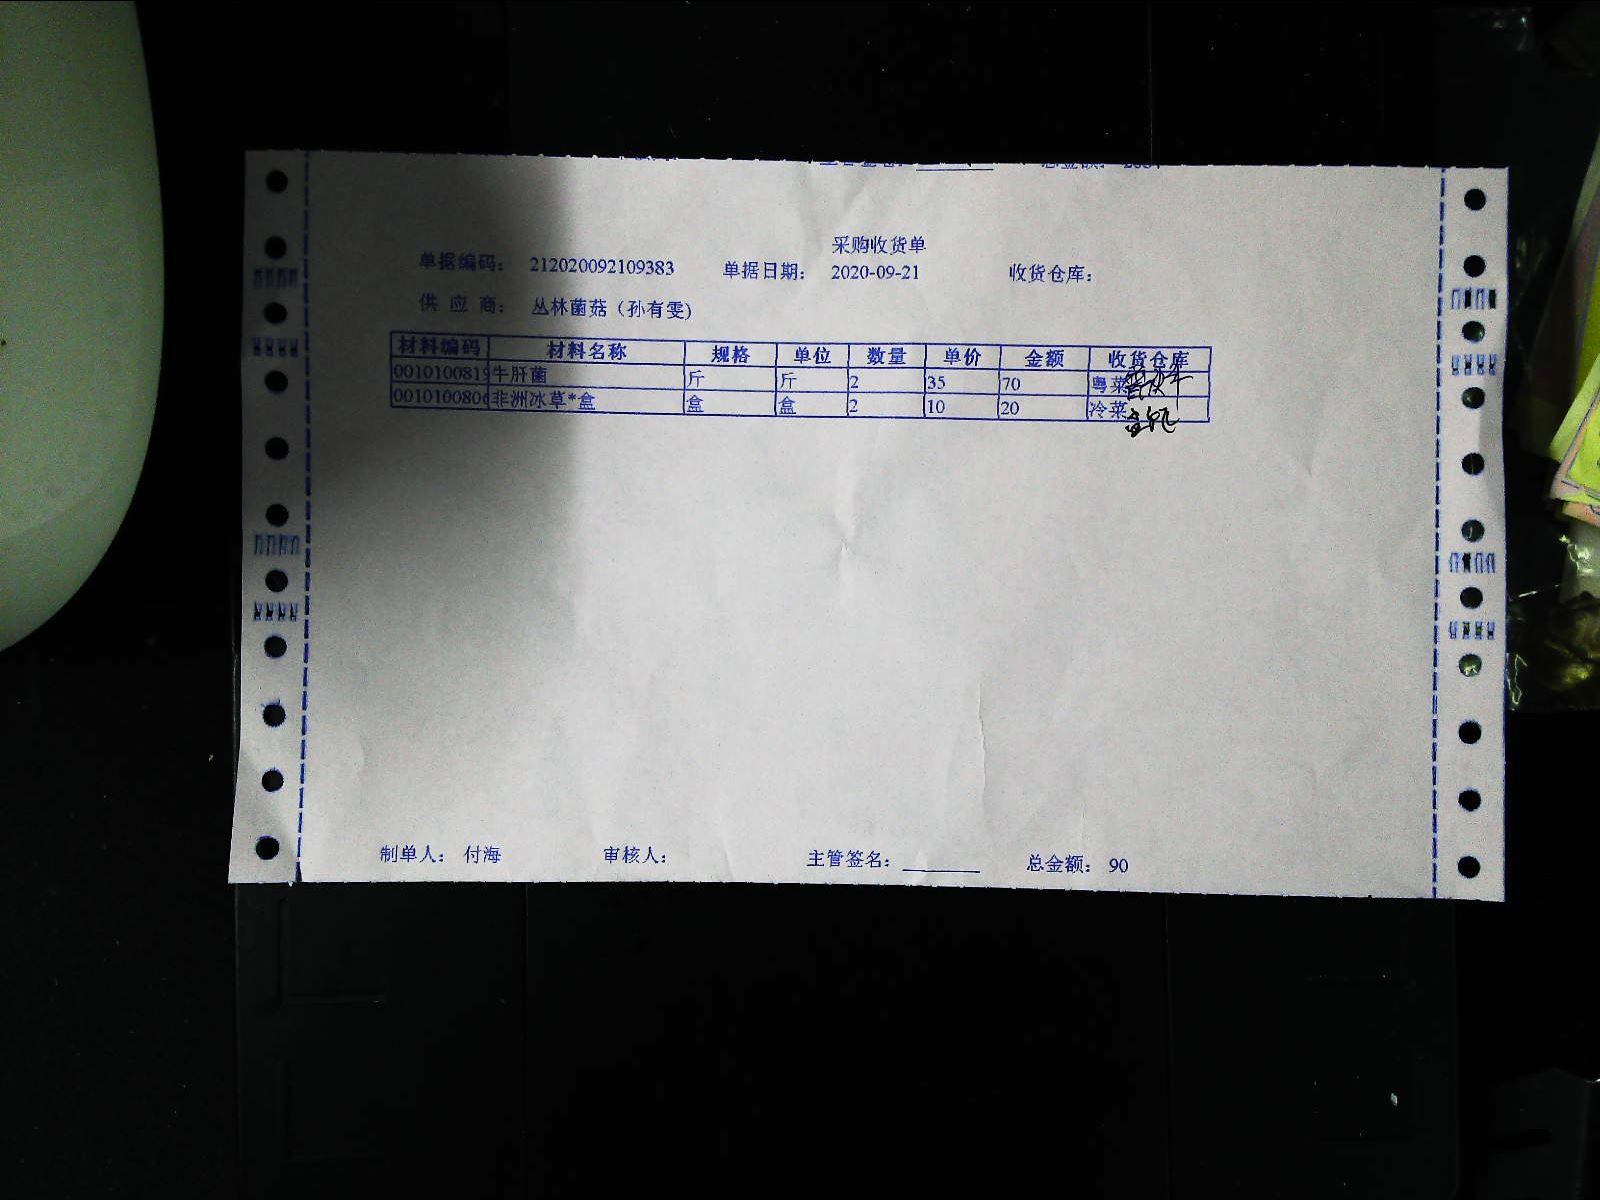 采购收货单
单据编码： 212020092109383 单据日期： 2020-09-21 收货仓库：
供应商： 丛林菌菇（孙有雯)
材料编码 材料名称 规格 单位 数量 单价 金额 收货仓库
0010100819 牛肝菌 斤 斤 2 35 70 粤菜
001010080 非洲冰草*盒 盒 盒 2 10 20 冷菜
制单人： 付海 审核人： 主管签名： 总金额： 90